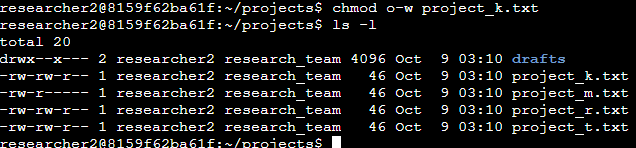 researcher2@8159f62ba61f:~/projects$ chmod o-w project_k.txt
researcher2@8159f62ba61f:~/projects$ ls -l
total 20
drwx--x--- 2 researcher2 research_team 4096 Oct  9 03:10 drafts
-rw-rw-r-- 1 researcher2 research_team   46 Oct  9 03:10 project_k.txt
-rw-r----- 1 researcher2 research_team   46 Oct  9 03:10 project_m.txt
-rw-rw-r-- 1 researcher2 research_team   46 Oct  9 03:10 project_r.txt
-rw-rw-r-- 1 researcher2 research_team   46 Oct  9 03:10 project_t.txt
researcher2@8159f62ba61f:~/projects$